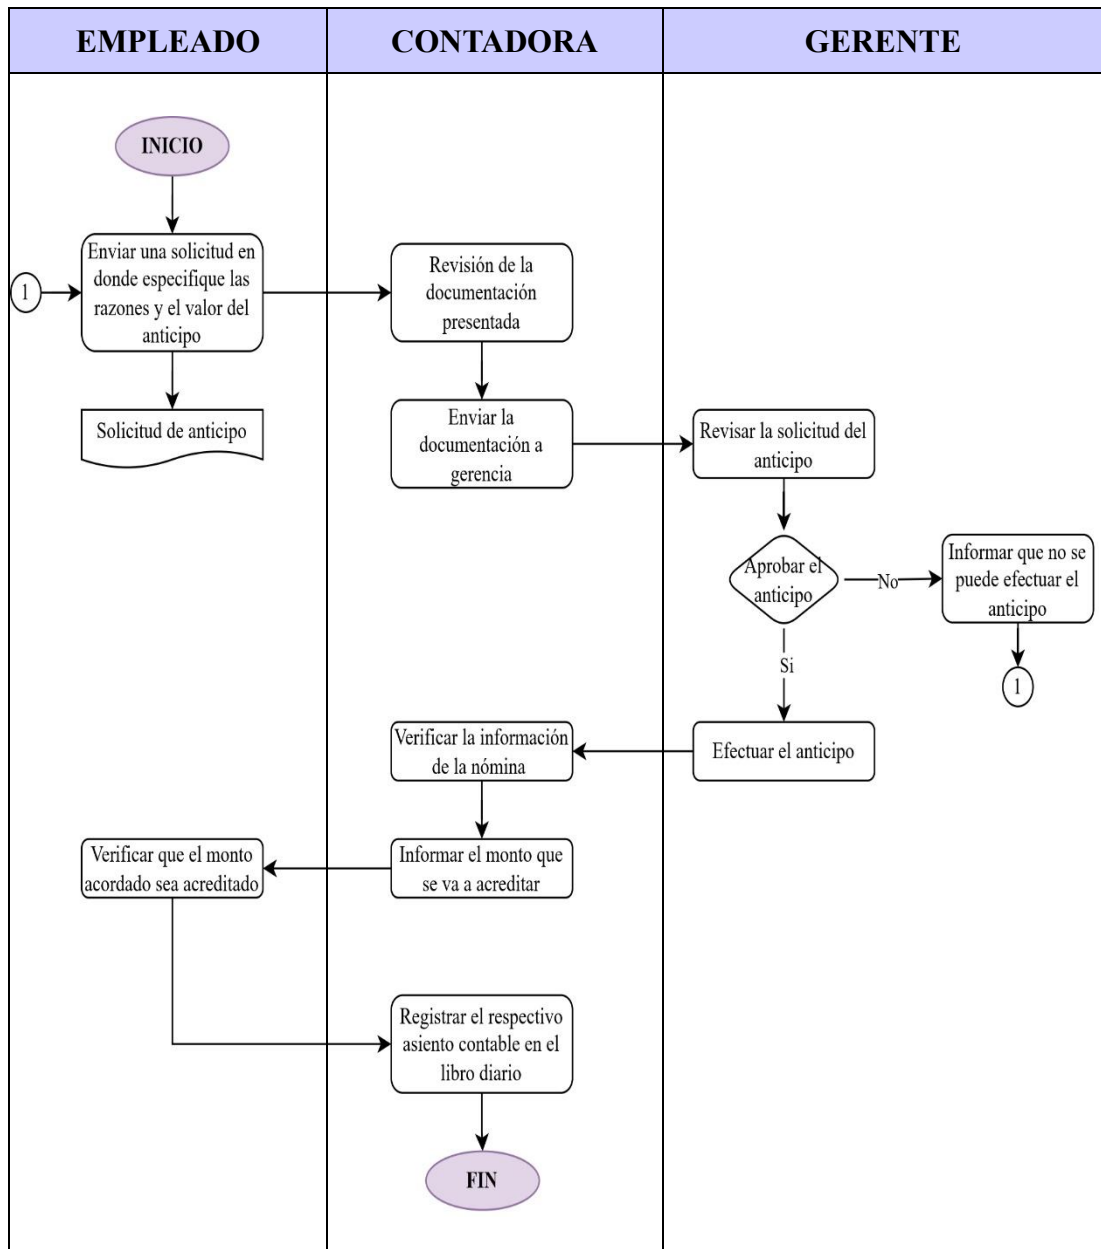 EMPLEADO
CONTADORA
GERENTE
INICIO
Enviar una solicitud en
donde especifique las
razones y el valor del
anticipo
1
Revisión de la
documentación
presentada
Solicitud de anticipo
Enviar la
documentación a
gerencia
Revisar la solicitud del
anticipo
Aprobar el
anticipo
No
Informar que no se
puede efectuar el
anticipo
Si
1
Verificar la información
de la nómina
Efectuar el anticipo
Verificar que el monto
acordado sea acreditado
Informar el monto que
se va a acreditar
Registrar el respectivo
asiento contable en el
libro diario
FIN